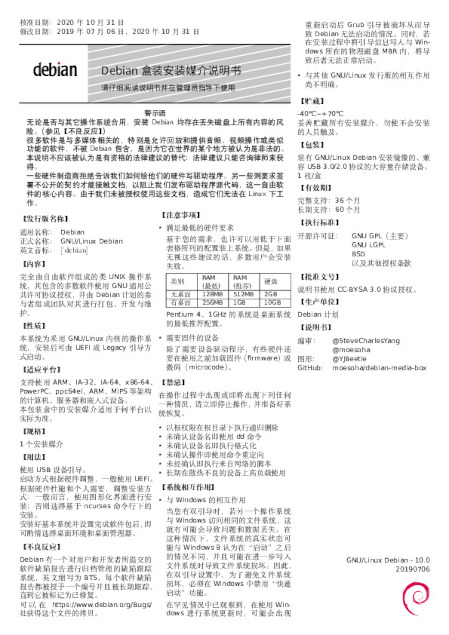 核准日期：2020 年 10 月 31 日
修改日期：2019 年 07 月 06 日，2020 年 10 月 31 日
debian
Debian 盒装安装媒介说明书
请仔细阅读说明书并在管理员指导下使用
警示语
无论是否与其它操作系统合用，安装 Debian 均存在丢失磁盘上所有内容的风
险。（参见【不良反应】）
很多软件是与多媒体相关的，特别是允许回放和提供音频、视频操作或类似
功能的软件，不被 Debian 包含，是因为它在世界的某个地方被认为是非法的。
本说明不应该被认为是有资格的法律建议的替代；法律建议只能咨询律师来获
得。
一些硬件制造商拒绝告诉我们如何给他们的硬件写驱动程序，另一些则要求签
署不公开的契约才能接触文档，以阻止我们发布驱动程序源代码，这一自由软
件的核心内容。由于我们未被授权使用这些文档，造成它们无法在 Linux 下工
作。
【发行版名称】
通用名称：Debian
正式名称：GNU/Linux Debian
英文音标：[ˈdɛbiən]
【内容】
完全由自由软件组成的类 UNIX 操作系
统，其包含的多数软件使用 GNU 通用公
共许可协议授权，并由 Debian 计划的参
与者组成团队对其进行打包、开发与维
护。
【性质】
本系统为采用 GNU/Linux 内核的操作系
统，安装后可由 UEFI 或 Legacy 引导方
式启动。
【适应平台】
支持使用 ARM、IA-32、IA-64、x86-64、
PowerPC、ppc64el、ARM、MIPS 等架构
的计算机、服务器和嵌入式设备。
本包装盒中的安装媒介适用于何平台以
实际为准。
【规格】
1 个安装媒介
【用法】
使用 USB 设备引导。
启动方式根据硬件调整，一般使用 UEFI。
根据硬件性能和个人需要，调整安装方
式：一般而言，使用图形化界面进行安
装；否则选择基于 ncurses 命令行下的
安装。
安装好基本系统并设置完成软件包后，即
可酌情选择桌面环境和桌面管理器。
【不良反应】
Debian 有一个对用户和开发者所提交的
软件缺陷报告进行归档管理的缺陷跟踪
系统，英文缩写为 BTS。每个软件缺陷
报告都被授予一个编号并且被长期跟踪，
直到它被标记为已修复。
可以在 https://www.debian.org/Bugs/
处获得这个文件的拷贝。
【注意事项】
• 满足最低的硬件要求
基于您的需求，也许可以用低于下面
表格所列的配置装上系统。但是，如果
无视这些建议的话，多数用户会安装
失败。
类别 RAM (最低) RAM (推荐) 硬盘
无桌面 128MB 512MB 2GB
有桌面 256MB 1GB 10GB
Pentium 4、1GHz 的系统是桌面系统
的最低推荐配置。
• 需要固件的设备
除了需要设备驱动程序，有些硬件还
要在使用之前加载固件 (firmware) 或
微码（microcode）。
【禁忌】
在操作过程中出现或即将出现下列任何
一种情况，请立即停止操作，并准备好系
统恢复。
• 以根权限在根目录下执行递归删除
• 未确认设备名即使用 dd 命令
• 未确认设备名即执行格式化
• 未确认操作即使用命令重定向
• 未经确认即执行来自网络的脚本
• 长期在散热不良的设备上高负载使用
【系统相互作用】
• 与 Windows 的相互作用
当您有双引导时，若另一个操作系统
与 Windows 访问相同的文件系统，这
就有可能会导致问题和数据丢失。在
这种情况下，文件系统的真实状态可
能与 Windows 8 认为在“启动”之后
的情况不同，并且可能在进一步写入
文件系统时导致文件系统损坏。因此，
在双引导设置中，为了避免文件系统
损坏，必须在 Windows 中禁用“快速
启动”功能。
在罕见情况中已观察到，在使用 Win-
dows 进行系统更新时，可能会出现
重新启动后 Grub 引导被破坏从而导
致 Debian 无法启动的情况。同时，若
在安装过程中将引导信息写入与 Win-
dows 所在的物理磁盘 MBR 内，将导
致后者无法正常启动。
• 与其他 GNU/Linux 发行版的相互作用
尚不明确。
【贮藏】
-40℃~+70℃
妥善贮藏所有安装媒介，勿使不会安装
的人员触及。
【包装】
装有 GNU/Linux Debian 安装镜像的、兼
容 USB 3.0/2.0 协议的大容量存储设备。
1 枚/盒
【有效期】
完整支持：36 个月
长期支持：60 个月
【执行标准】
开源许可证： GNU GPL（主要）
GNU LGPL
BSD
以及其他授权条款
【批准文号】
说明书使用 CC-BYSA 3.0 协议授权。
【生产单位】
Debian 计划
【说明书】
编审： @SteveCharlesYang
@moesoha
图形： @YJBeetle
GitHub: moesoha/debian-media-box
GNU/Linux Debian - 10.0
20190706